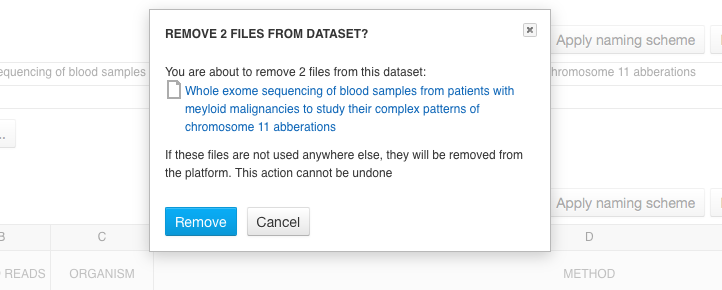 REMOVE 2 FILES FROM DATASET?
Apply naming scheme
equencing of blood samples
hromosome 11 abberations
You are about to remove 2 files from this dataset:
Whole exome sequencing of blood samples from patients with
meyloid malignancies to study their complex patterns of
chromosome 11 abberations
..
If these files are not used anywhere else, they will be removed from
the platform. This action cannot be undone
Apply naming scheme
Remove
Cancel
B
C
D
READS
ORGANISM
METHOD